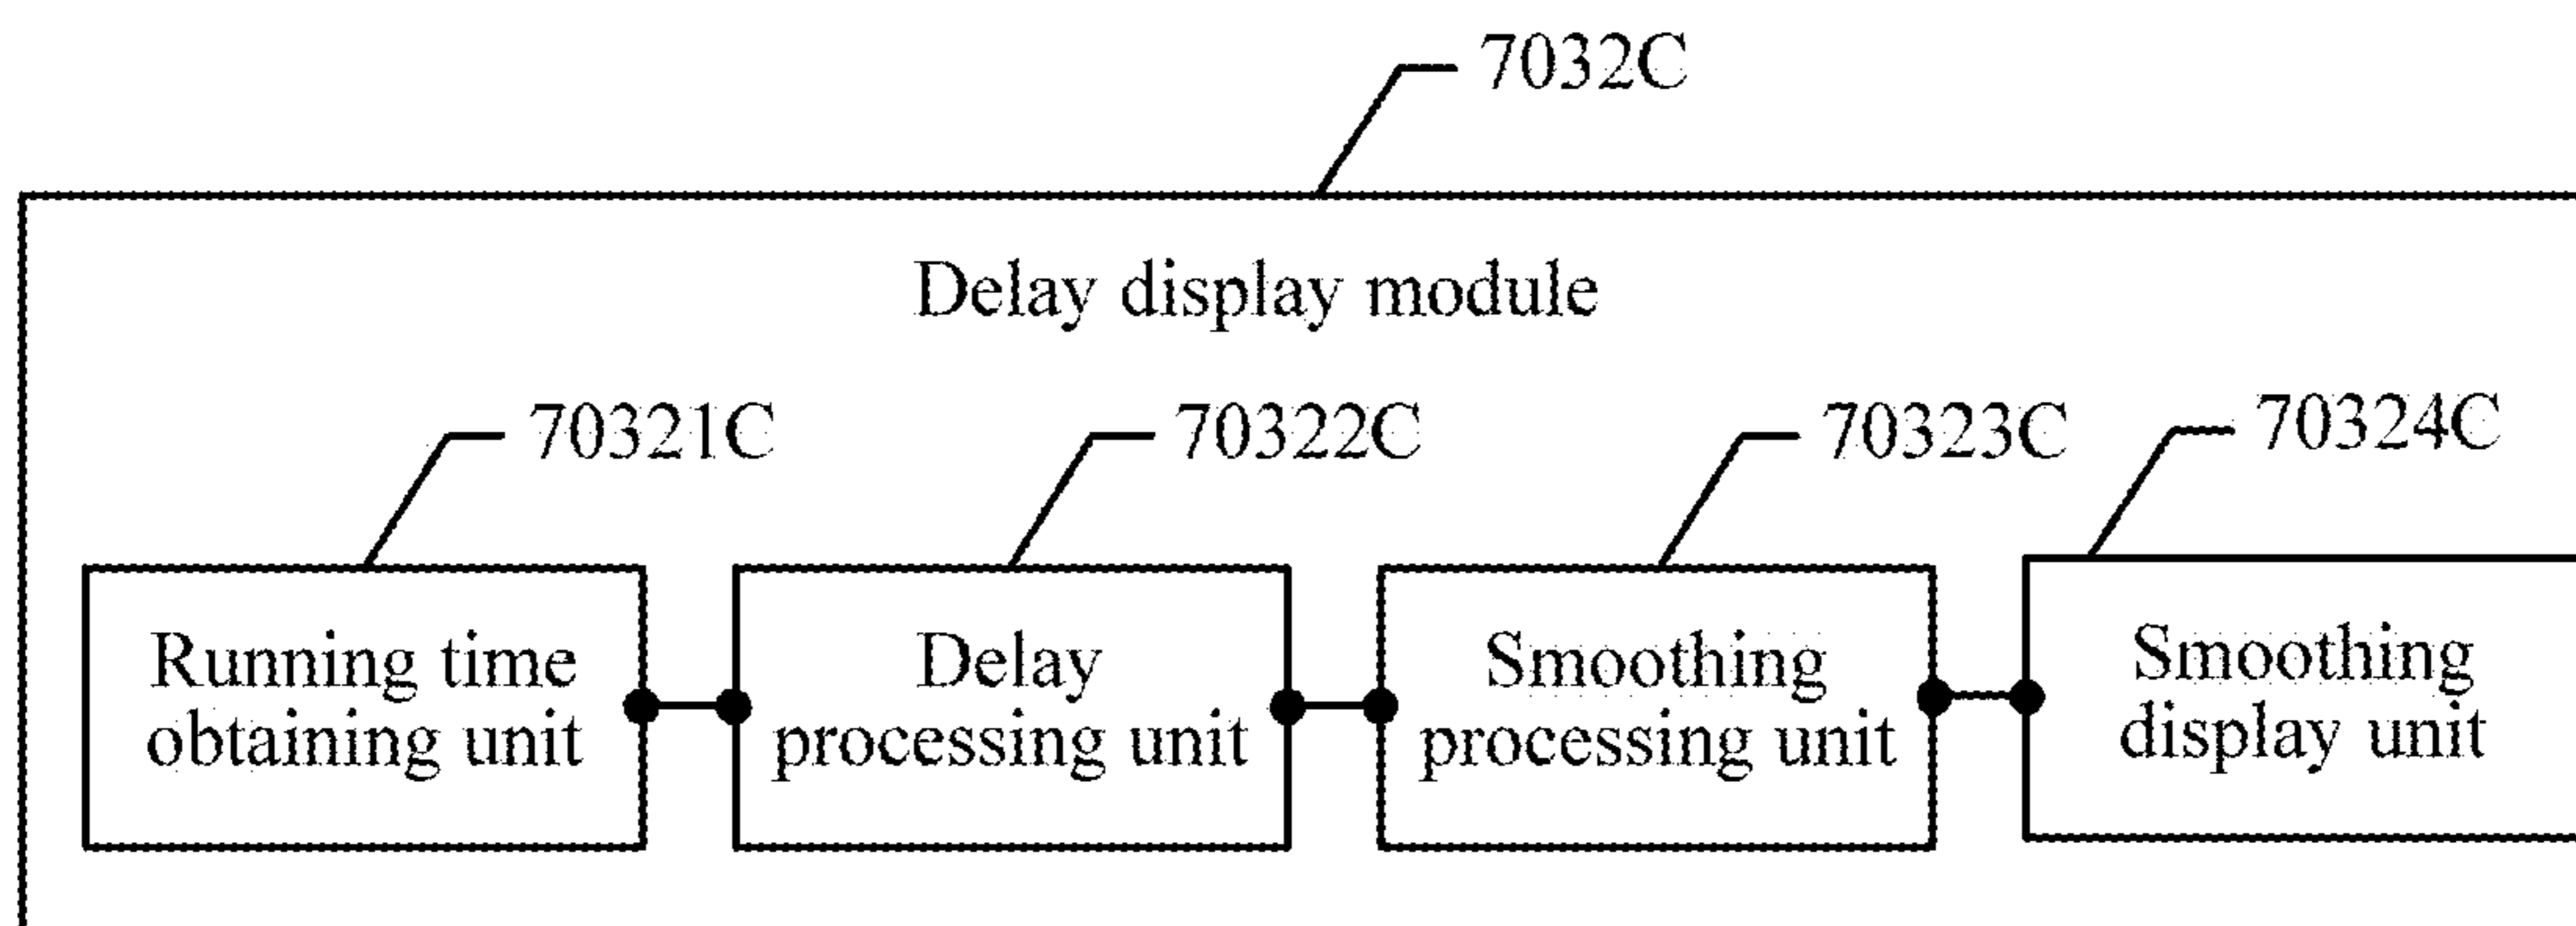 7032C
Delay display module
70321C
70322C
70323C
70324C
Running time
obtaining unit
Delay
processing unit
Smoothing
processing unit
Smoothing
display unit